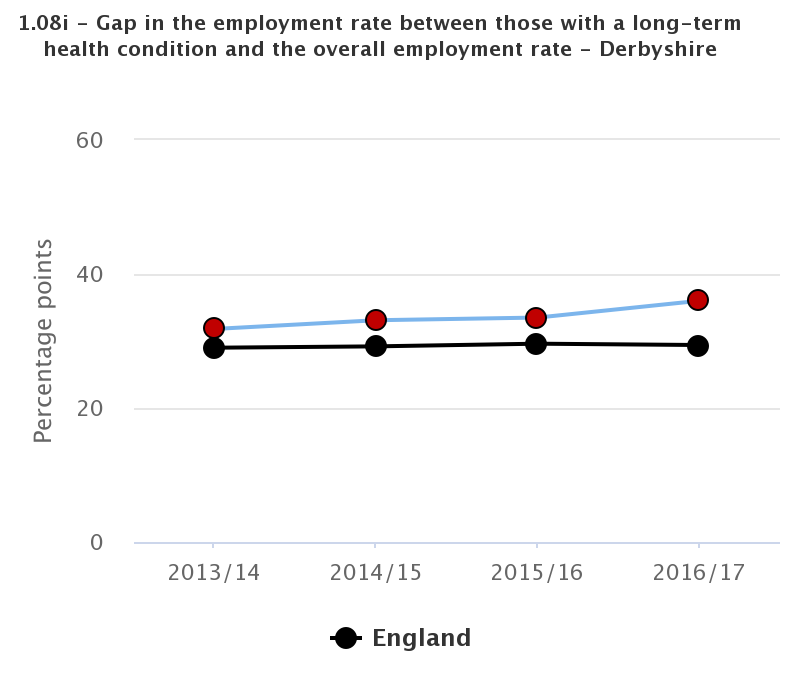 1.08i – Gap in the employment rate between those with a long–term
health condition and the overall employment rate – Derbyshire
60
40
20
0
Percentage points
2013/14 2014/15 2015/16 2016/17
England